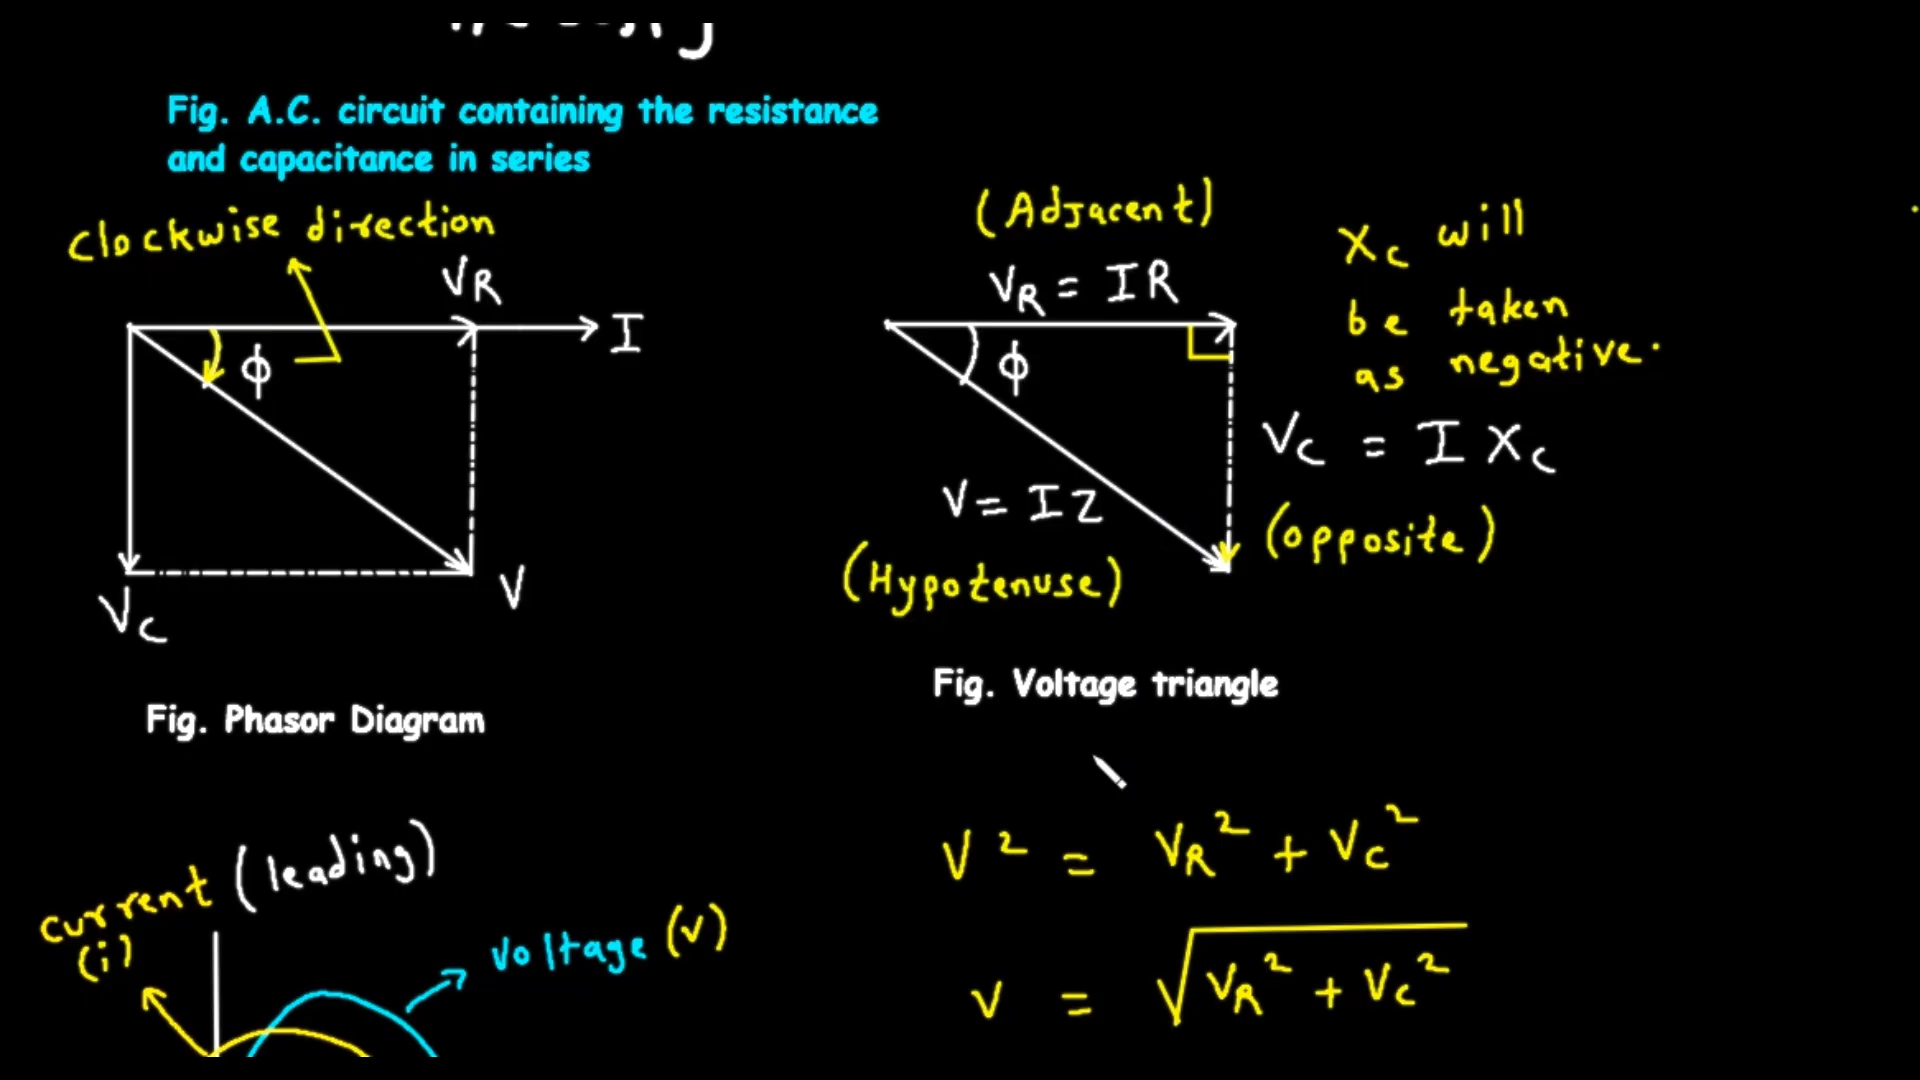 Fig. A.C. circuit containing the resistance
and capacitance in series
Clockwise direction
VR
I
ϕ
VC
V
Fig. Phasor Diagram
(Adjacent)
VR = IR
ϕ
V = IZ
(Hypotenuse)
Xc will
be taken
as negative.
Vc = I Xc
(opposite)
Fig. Voltage triangle
V² = VR² + Vc²
V = √VR² + Vc²
current (leading)
(i)
voltage (v)